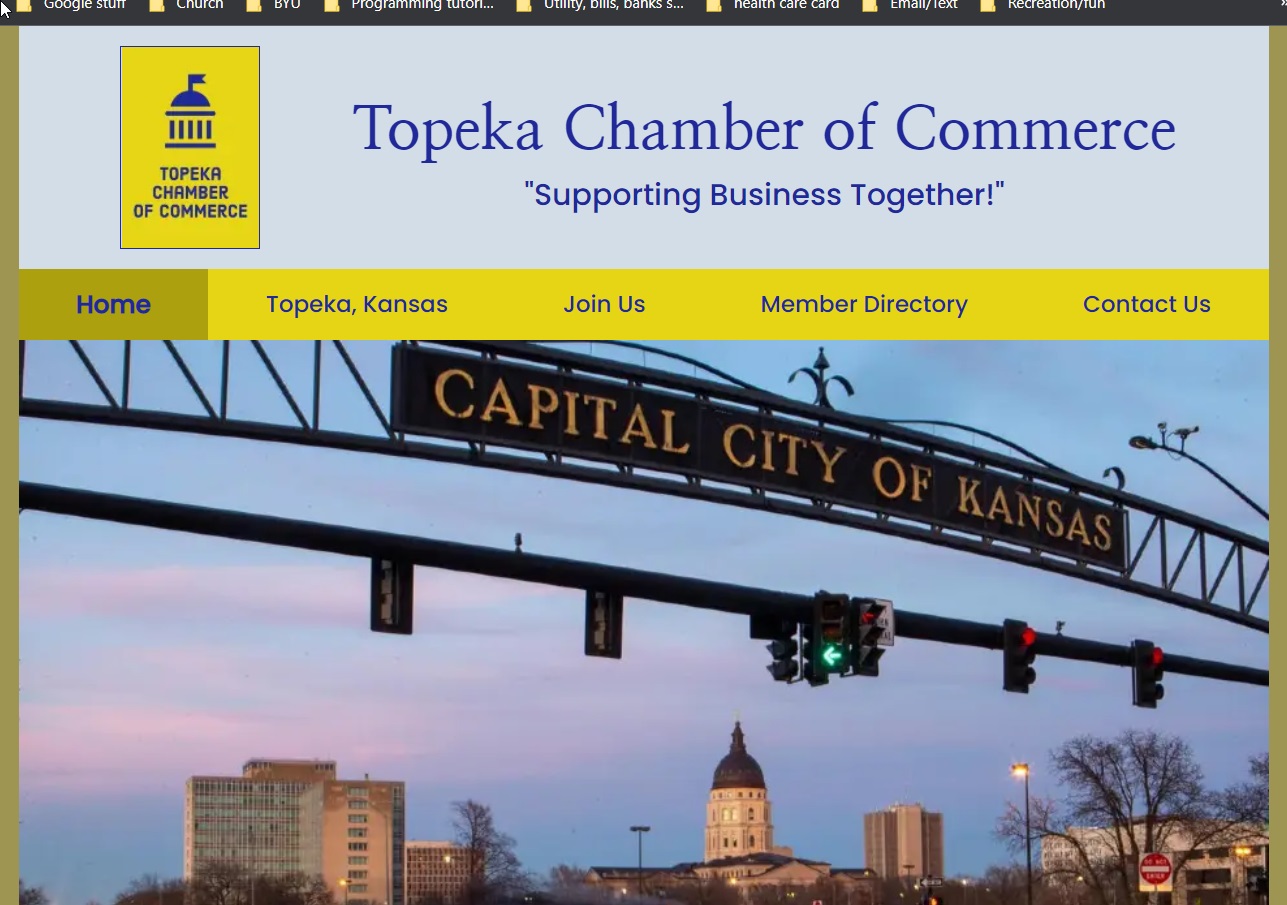 Google stuff Church BYU Programming tutori... Utility, bills, banks s... health care card Email/Text Recreation/fun »
TOPEKA
CHAMBER
OF COMMERCE
Topeka Chamber of Commerce
"Supporting Business Together!"
Home Topeka, Kansas Join Us Member Directory Contact Us
CAPITAL CITY OF KANSAS
DO NOT
ENTER